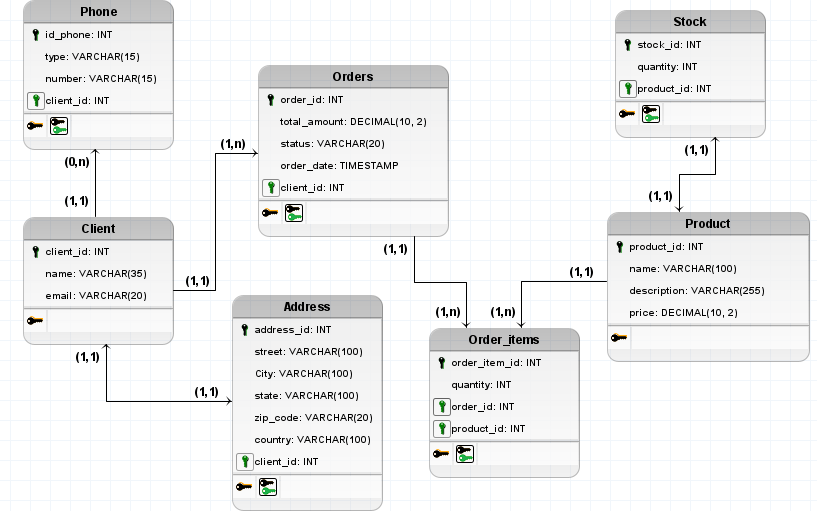 Phone
id_phone: INT
type: VARCHAR(15)
number: VARCHAR(15)
client_id: INT
(0,n)
(1,1)
Client
client_id: INT
name: VARCHAR(35)
email: VARCHAR(20)
(1,1)
(1,n)
(1,1)
Orders
order_id: INT
total_amount: DECIMAL(10, 2)
status: VARCHAR(20)
order_date: TIMESTAMP
client_id: INT
(1,1)
(1,n)
Address
address_id: INT
street: VARCHAR(100)
City: VARCHAR(100)
state: VARCHAR(100)
zip_code: VARCHAR(20)
country: VARCHAR(100)
client_id: INT
(1,1)
Order_items
order_item_id: INT
quantity: INT
order_id: INT
product_id: INT
(1,n)
(1,1)
Stock
stock_id: INT
quantity: INT
product_id: INT
(1,1)
(1,1)
Product
product_id: INT
name: VARCHAR(100)
description: VARCHAR(255)
price: DECIMAL(10, 2)